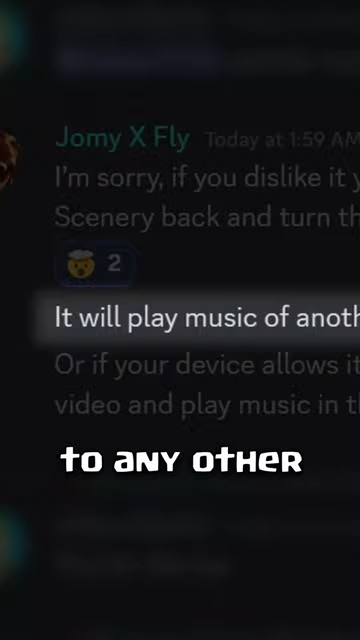 Jomy X Fly Today at 1:59 AM
I'm sorry, if you dislike it y
Scenery back and turn th
🤯 2
It will play music of anoth
Or if your device allows it
video and play music in th
to any other